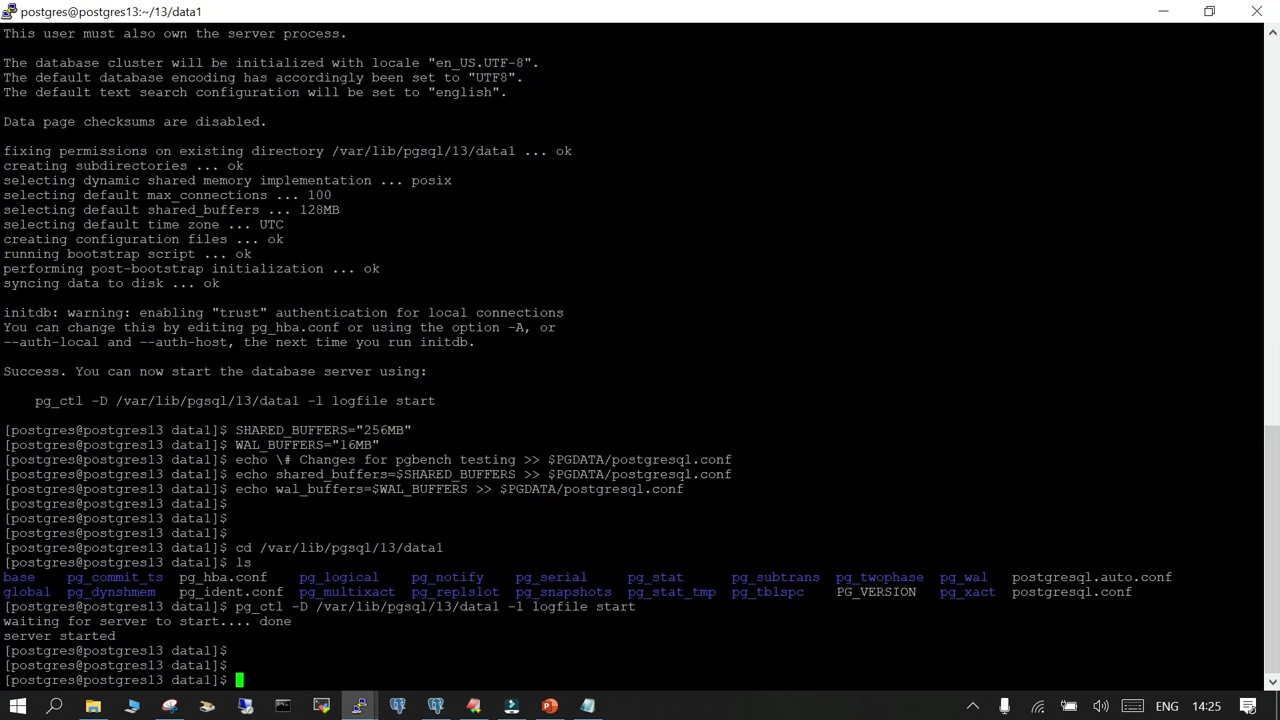 postgres@postgres13:~/13/data1
This user must also own the server process.
The database cluster will be initialized with locale "en_US.UTF-8".
The default database encoding has accordingly been set to "UTF8".
The default text search configuration will be set to "english".
Data page checksums are disabled.
fixing permissions on existing directory /var/lib/pgsql/13/data1 ... ok
creating subdirectories ... ok
selecting dynamic shared memory implementation ... posix
selecting default max_connections ... 100
selecting default shared_buffers ... 128MB
selecting default time zone ... UTC
creating configuration files ... ok
running bootstrap script ... ok
performing post-bootstrap initialization ... ok
syncing data to disk ... ok
initdb: warning: enabling "trust" authentication for local connections
You can change this by editing pg_hba.conf or using the option -A, or
--auth-local and --auth-host, the next time you run initdb.
Success. You can now start the database server using:
pg_ctl -D /var/lib/pgsql/13/data1 -l logfile start
[postgres@postgres13 data1]$ SHARED_BUFFERS="256MB"
[postgres@postgres13 data1]$ WAL_BUFFERS="16MB"
[postgres@postgres13 data1]$ echo \# Changes for pgbench testing >> $PGDATA/postgresql.conf
[postgres@postgres13 data1]$ echo shared_buffers=$SHARED_BUFFERS >> $PGDATA/postgresql.conf
[postgres@postgres13 data1]$ echo wal_buffers=$WAL_BUFFERS >> $PGDATA/postgresql.conf
[postgres@postgres13 data1]$
[postgres@postgres13 data1]$
[postgres@postgres13 data1]$
[postgres@postgres13 data1]$ cd /var/lib/pgsql/13/data1
[postgres@postgres13 data1]$ ls
base pg_commit_ts pg_hba.conf pg_logical pg_notify pg_serial pg_stat pg_subtrans pg_twophase pg_wal postgresql.auto.conf
global pg_dynshmem pg_ident.conf pg_multixact pg_replslot pg_snapshots pg_stat_tmp pg_tblspc PG_VERSION pg_xact postgresql.conf
[postgres@postgres13 data1]$ pg_ctl -D /var/lib/pgsql/13/data1 -l logfile start
waiting for server to start.... done
server started
[postgres@postgres13 data1]$
[postgres@postgres13 data1]$
[postgres@postgres13 data1]$
ENG 14:25